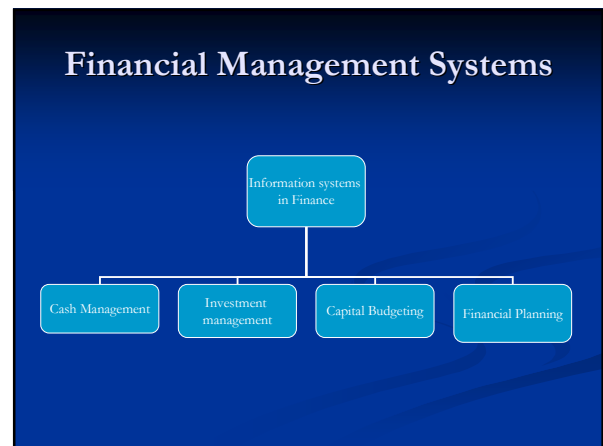 Financial Management Systems
Information systems
in Finance
Cash Management
Investment
management
Capital Budgeting
Financial Planning